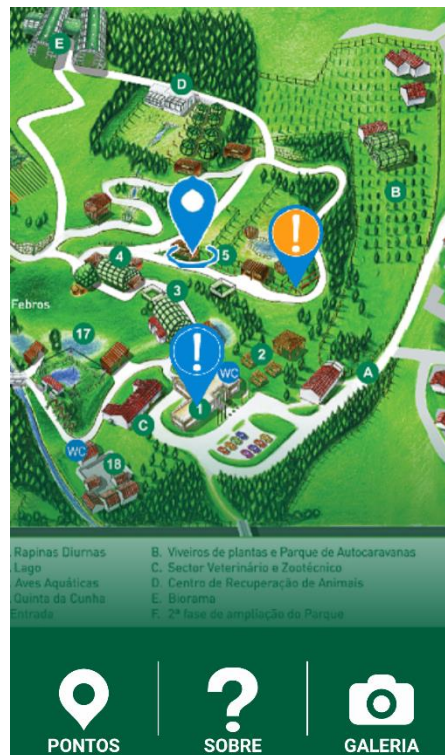 E
D
B
4
5
3
Febros
17
2
WC
1
A
C
WC
18
. Rapinas Diurnas
. Lago
. Aves Aquáticas
. Quinta da Cunha
Entrada
B. Viveiros de plantas e Parque de Autocaravanas
C. Sector Veterinário e Zootécnico
D. Centro de Recuperação de Animais
E. Biorama
F. 2ª fase de ampliação do Parque
PONTOS
SOBRE
GALERIA